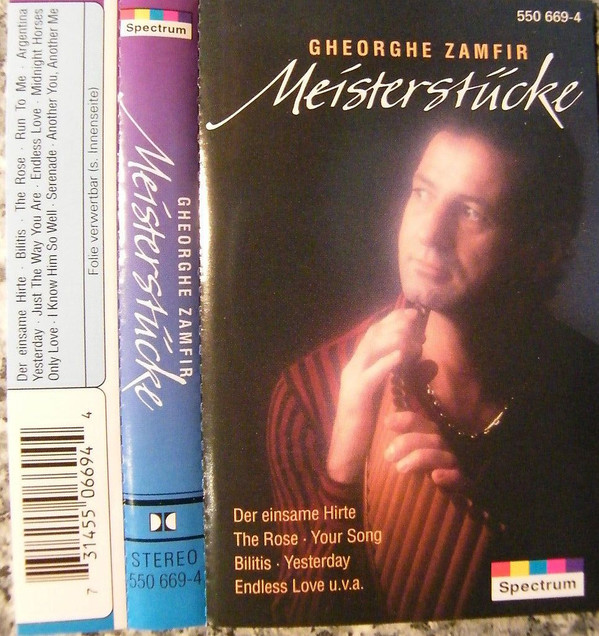 Der einsame Hirte · Bilitis · The Rose · Run To Me · Argentina
Yesterday · Just The Way You Are · Endless Love · Midnight Horses
Only Love · I Know Him So Well · Serenade · Another You, Another Me
Folie verwertbar (s. Innenseite)
7 31455 06694 4
Spectrum
GHEORGHE ZAMFIR
Meisterstücke
STEREO
550 669-4
550 669-4
GHEORGHE ZAMFIR
Meisterstücke
Der einsame Hirte
The Rose · Your Song
Bilitis · Yesterday
Endless Love u.v.a.
Spectrum